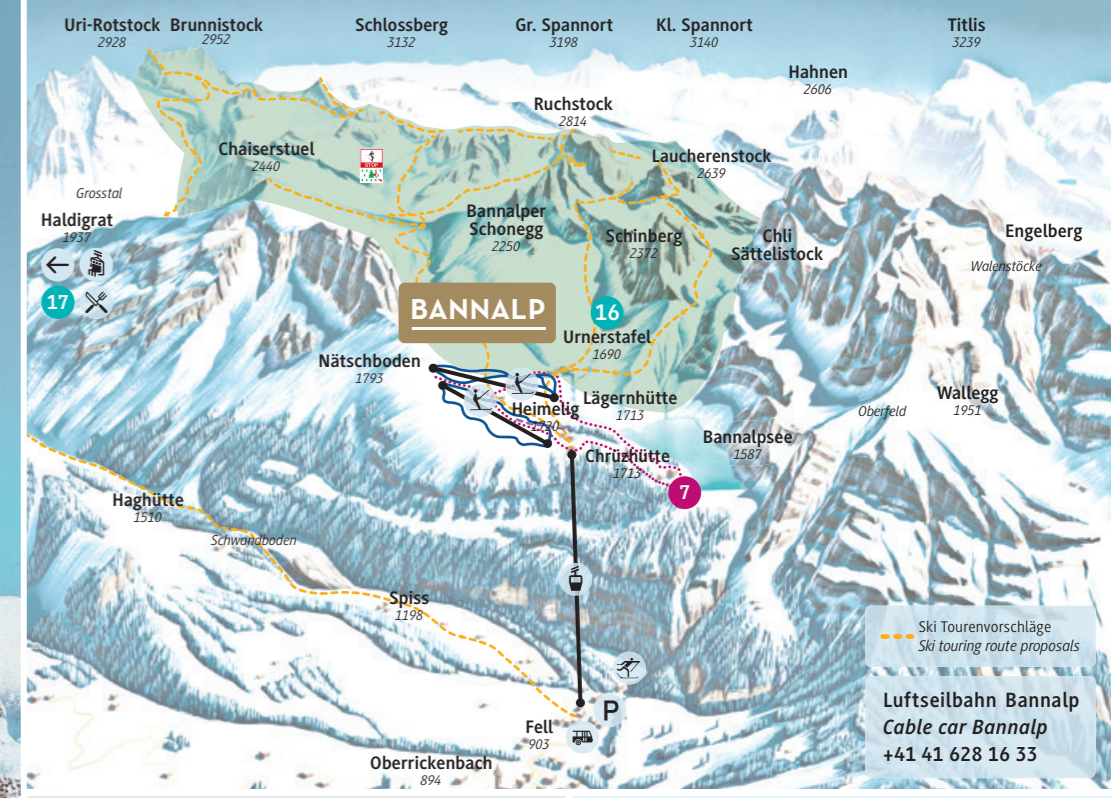 Uri-Rotstock
2928
Brunnistock
2952
Schlossberg
3132
Gr. Spannort
3198
Kl. Spannort
3140
Titlis
3239
Hahnen
2606
Ruchstock
2814
Chaiserstuel
2440
STOP
Laucherenstock
2639
Grosstal
Haldigrat
1937
17
Bannalper
Schonegg
2250
Schinberg
2372
Chli
Sättelistock
Engelberg
Walenstöcke
BANNALP
16
Urnerstafel
1690
Nätschboden
1793
Heimelig
1720
Lägernhütte
1713
Wallegg
1951
Oberfeld
Bannalpsee
1587
Chrüzhütte
1713
7
Haghütte
1510
Schwandboden
Spiss
1198
Ski Tourenvorschläge
Ski touring route proposals
P
Fell
903
Oberrickenbach
894
Luftseilbahn Bannalp
Cable car Bannalp
+41 41 628 16 33